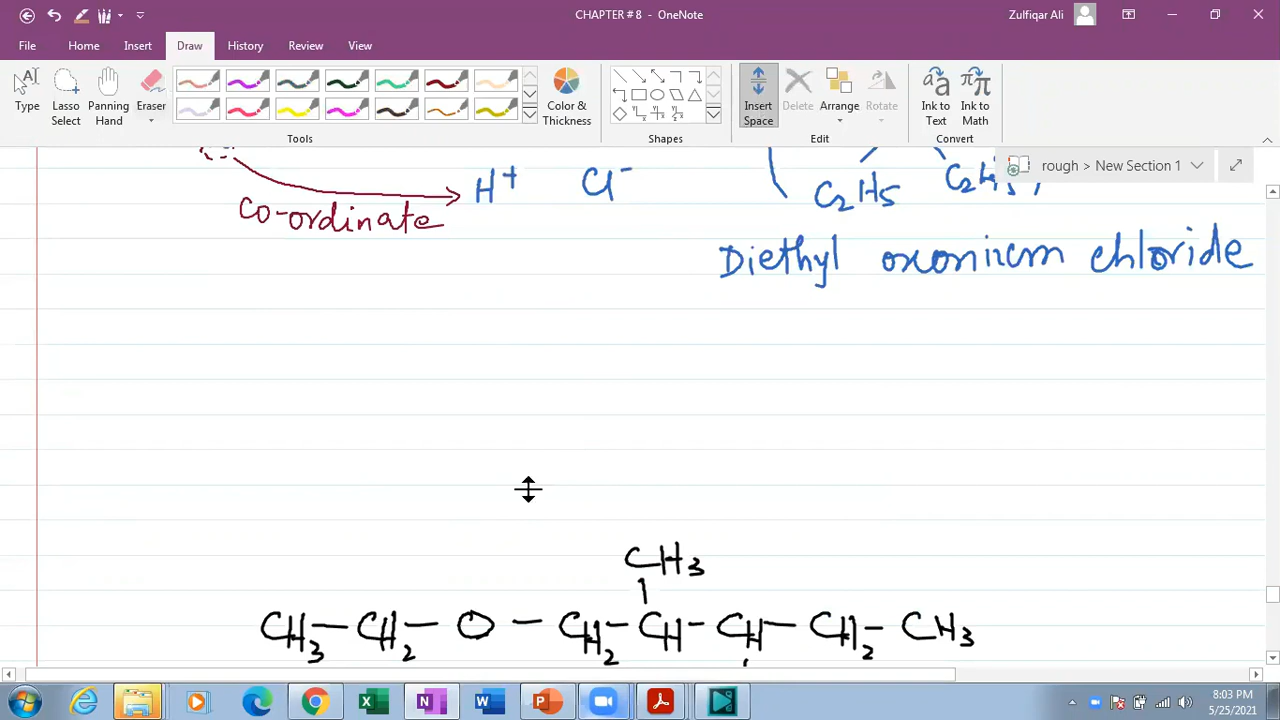 CHAPTER # 8 - OneNote
Zulfiqar Ali
File Home Insert Draw History Review View
Type
Lasso Select
Panning Hand
Eraser
Color & Thickness
Insert Space
Delete
Arrange
Rotate
Ink to Text
Ink to Math
Tools
Shapes
Edit
Convert
rough > New Section 1
H+ Cl-
C2H5 C2H5
Co-ordinate
Diethyl oxonium chloride
CH3
CH3 — CH2 — O — CH2 — CH — CH — CH2 — CH3
8:03 PM
5/25/2021